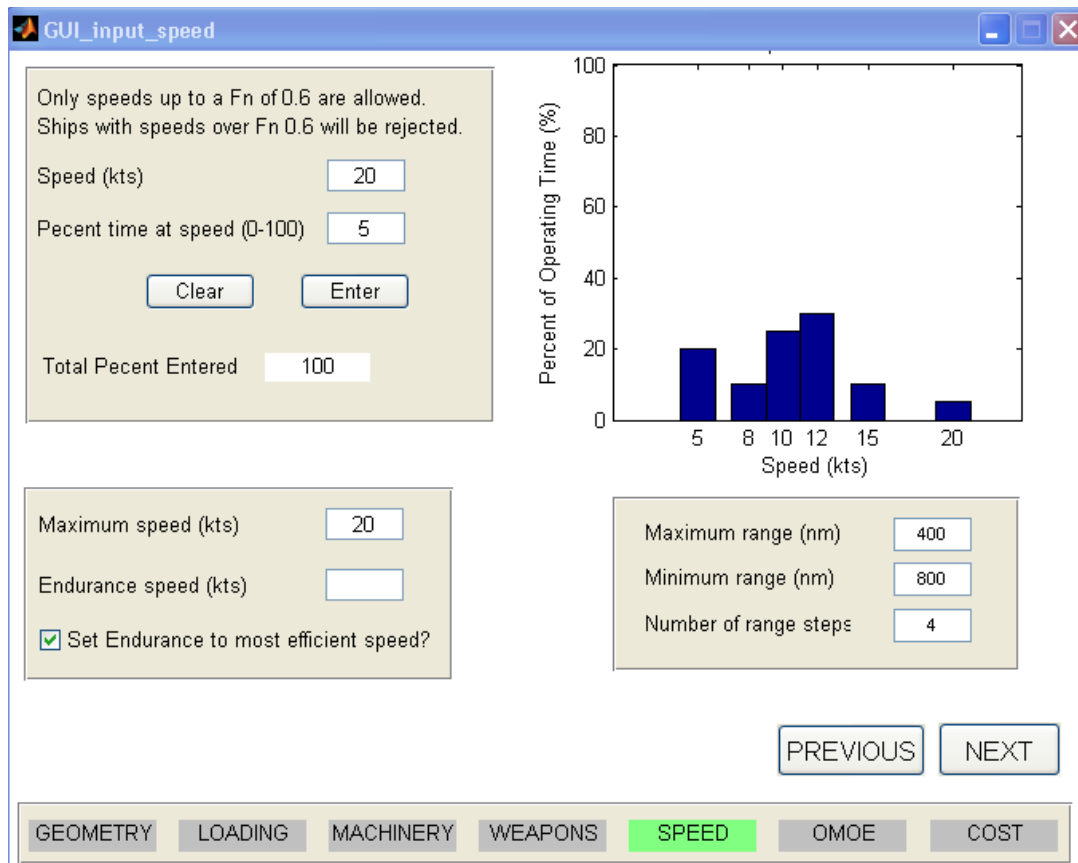 GUI_input_speed
Only speeds up to a Fn of 0.6 are allowed.
Ships with speeds over Fn 0.6 will be rejected.
Speed (kts) 20
Pecent time at speed (0-100) 5
Clear Enter
Total Pecent Entered 100
Percent of Operating Time (%)
100
80
60
40
20
0
5 8 10 12 15 20
Speed (kts)
Maximum speed (kts) 20
Endurance speed (kts)
Set Endurance to most efficient speed?
Maximum range (nm) 400
Minimum range (nm) 800
Number of range steps 4
PREVIOUS NEXT
GEOMETRY LOADING MACHINERY WEAPONS SPEED OMOE COST